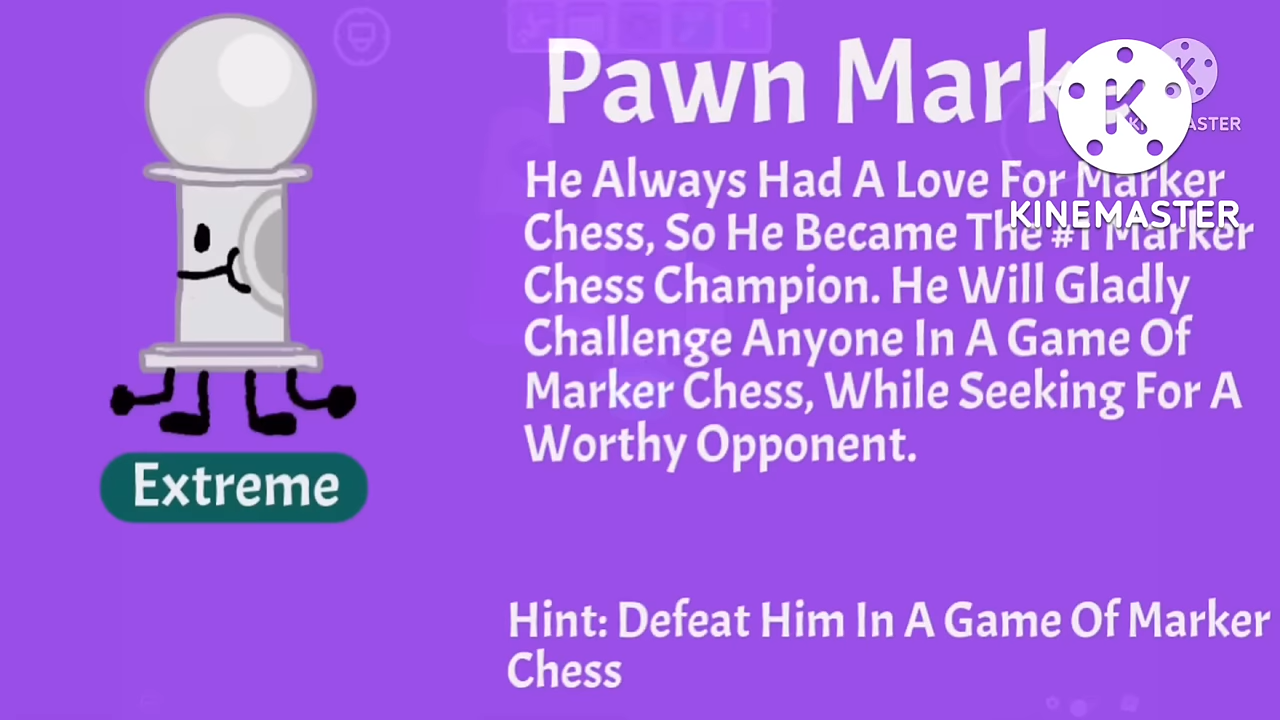 Pawn Mark
KINEMASTER
He Always Had A Love For Marker
KINEMASTER
Chess, So He Became The #1 Marker
Chess Champion. He Will Gladly
Challenge Anyone In A Game Of
Marker Chess, While Seeking For A
Worthy Opponent.
Extreme
Hint: Defeat Him In A Game Of Marker
Chess